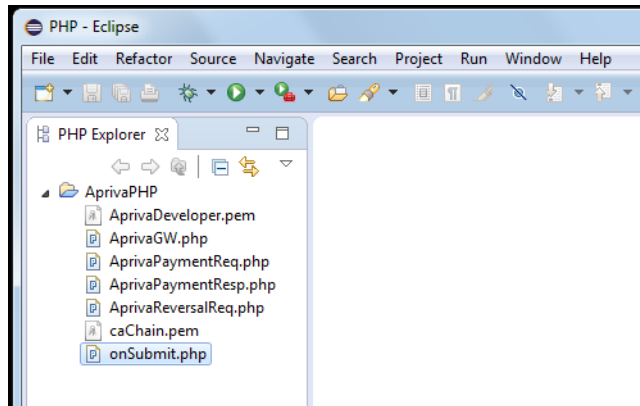 PHP - Eclipse
File Edit Refactor Source Navigate Search Project Run Window Help
PHP Explorer
AprivaPHP
AprivaDeveloper.pem
AprivaGW.php
AprivaPaymentReq.php
AprivaPaymentResp.php
AprivaReversalReq.php
caChain.pem
onSubmit.php